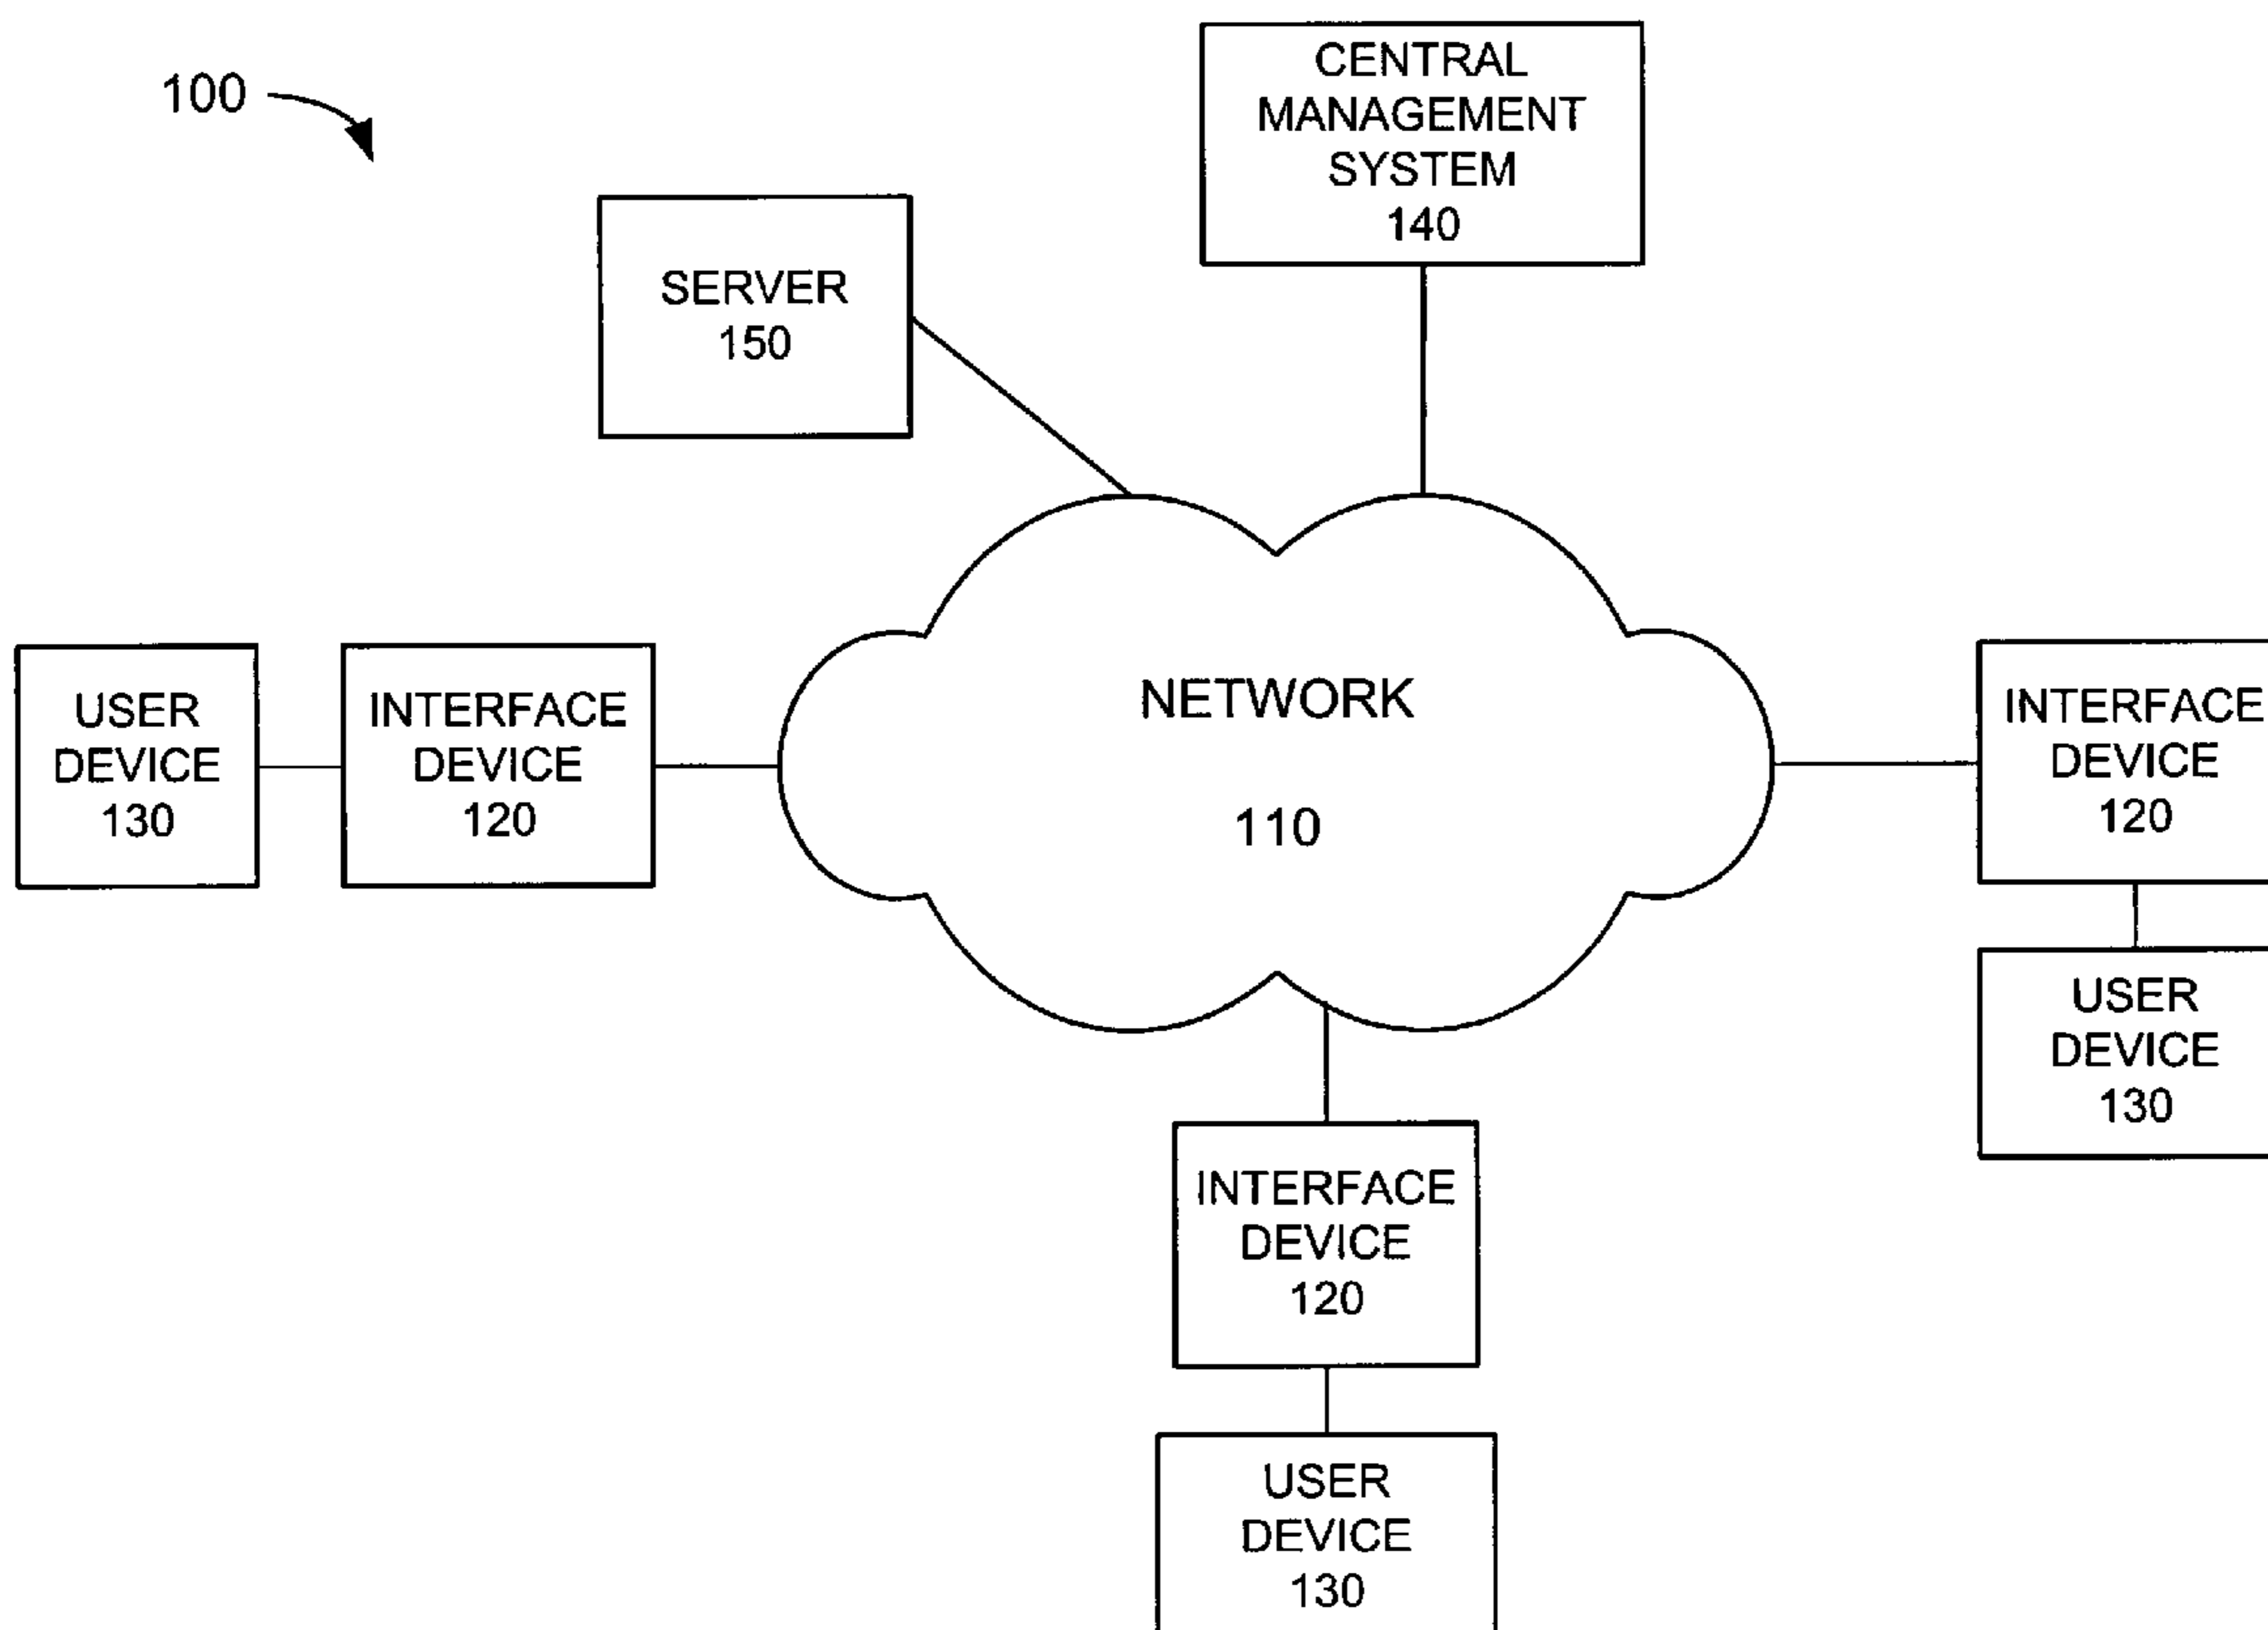 100
CENTRAL
MANAGEMENT
SYSTEM
140
SERVER
150
USER
DEVICE
130
INTERFACE
DEVICE
120
NETWORK
110
INTERFACE
DEVICE
120
USER
DEVICE
130
INTERFACE
DEVICE
120
USER
DEVICE
130